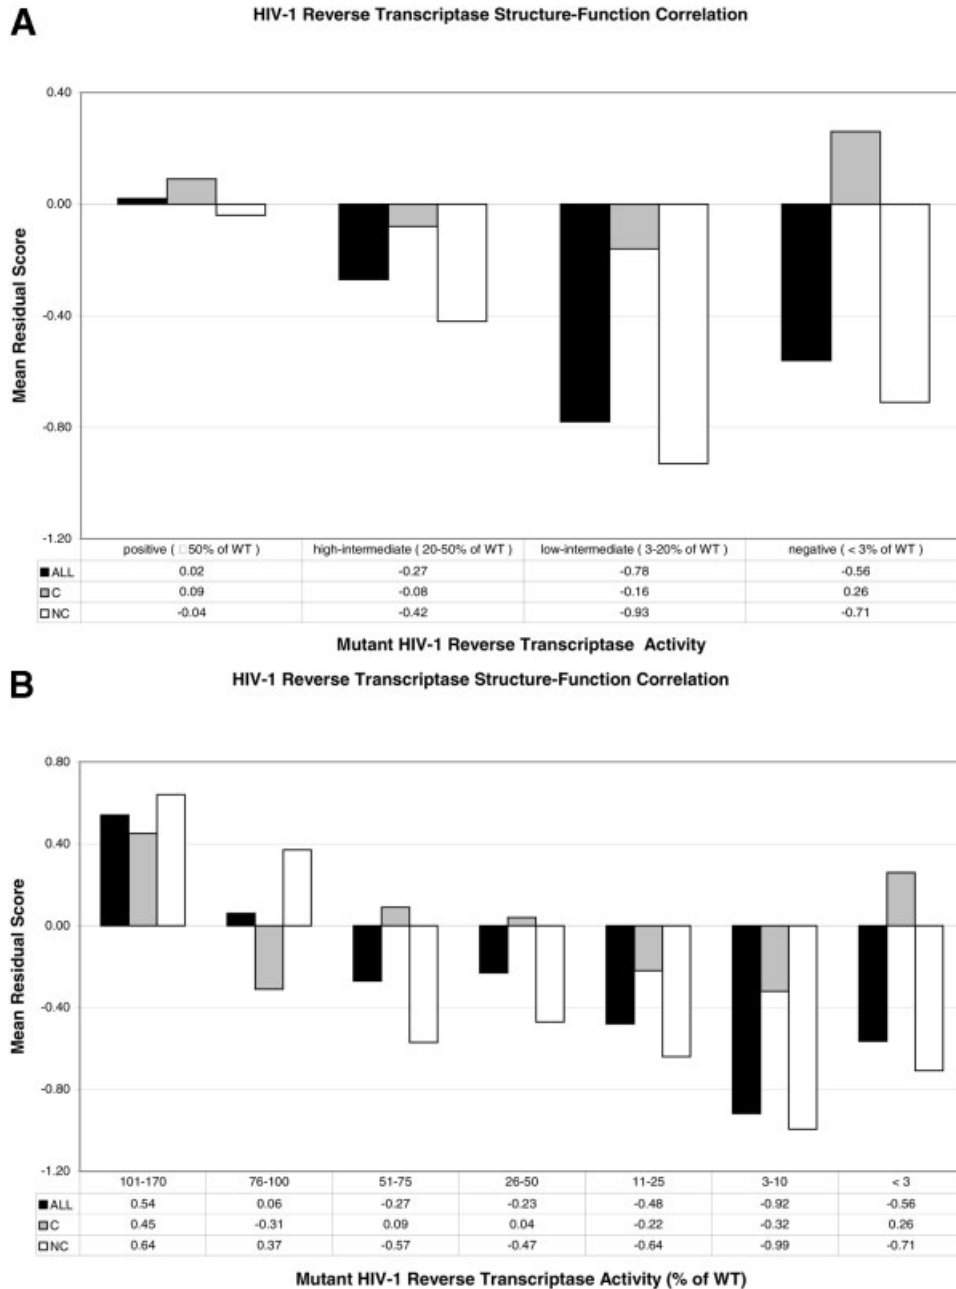 A
HIV-1 Reverse Transcriptase Structure-Function Correlation
0.40
0.00
-0.40
-0.80
-1.20
Mean Residual Score
positive ( □50% of WT ) high-intermediate ( 20-50% of WT ) low-intermediate ( 3-20% of WT ) negative ( < 3% of WT )
ALL 0.02 -0.27 -0.78 -0.56
C 0.09 -0.08 -0.16 0.26
NC -0.04 -0.42 -0.93 -0.71
Mutant HIV-1 Reverse Transcriptase Activity
B
HIV-1 Reverse Transcriptase Structure-Function Correlation
0.80
0.40
0.00
-0.40
-0.80
-1.20
Mean Residual Score
101-170 76-100 51-75 26-50 11-25 3-10 < 3
ALL 0.54 0.06 -0.27 -0.23 -0.48 -0.92 -0.56
C 0.45 -0.31 0.09 0.04 -0.22 -0.32 0.26
NC 0.64 0.37 -0.57 -0.47 -0.64 -0.99 -0.71
Mutant HIV-1 Reverse Transcriptase Activity (% of WT)